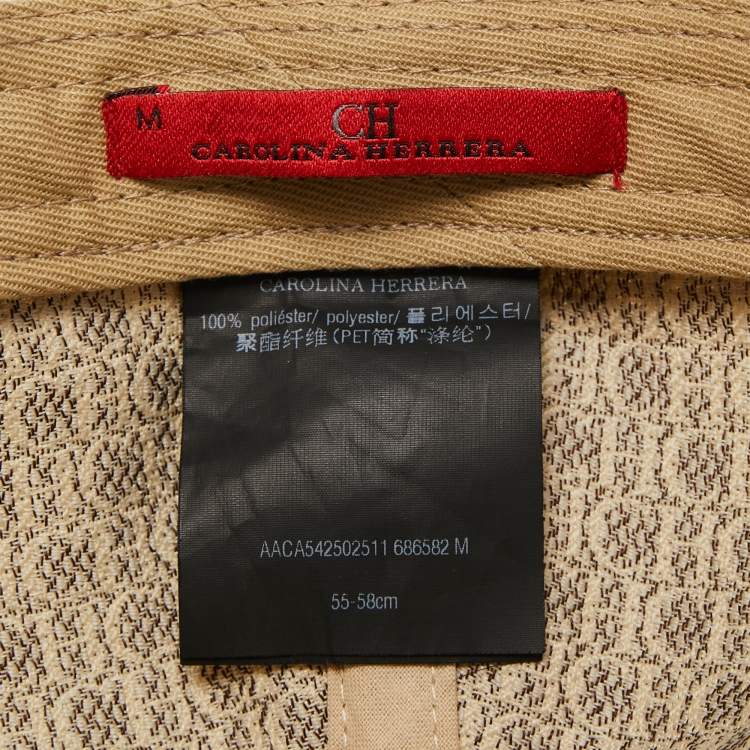 M
CH
CAROLINA HERRERA
CAROLINA HERRERA
100% poliéster/ polyester/ 폴리에스터/
聚酯纤维(PET简称“涤纶)
AACA542502511 686582 M
55-58cm